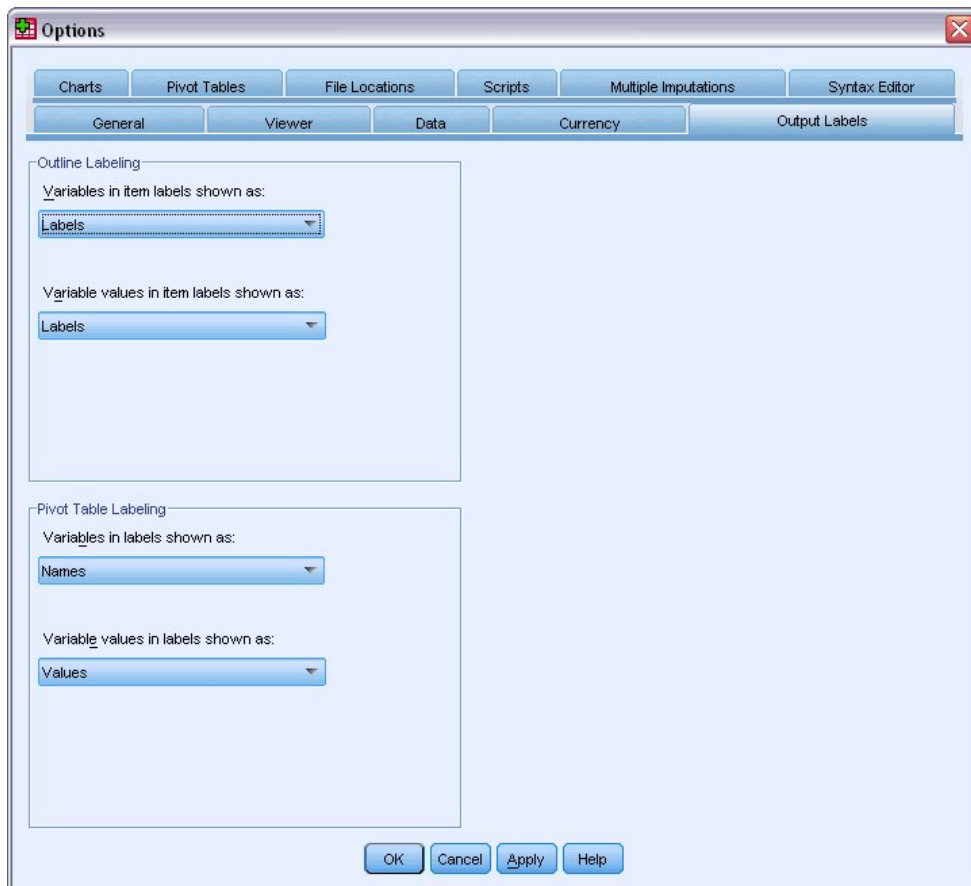 Options
Charts Pivot Tables File Locations Scripts Multiple Imputations Syntax Editor
General Viewer Data Currency Output Labels
Outline Labeling
Variables in item labels shown as:
Labels
Variable values in item labels shown as:
Labels
Pivot Table Labeling
Variables in labels shown as:
Names
Variable values in labels shown as:
Values
OK Cancel Apply Help